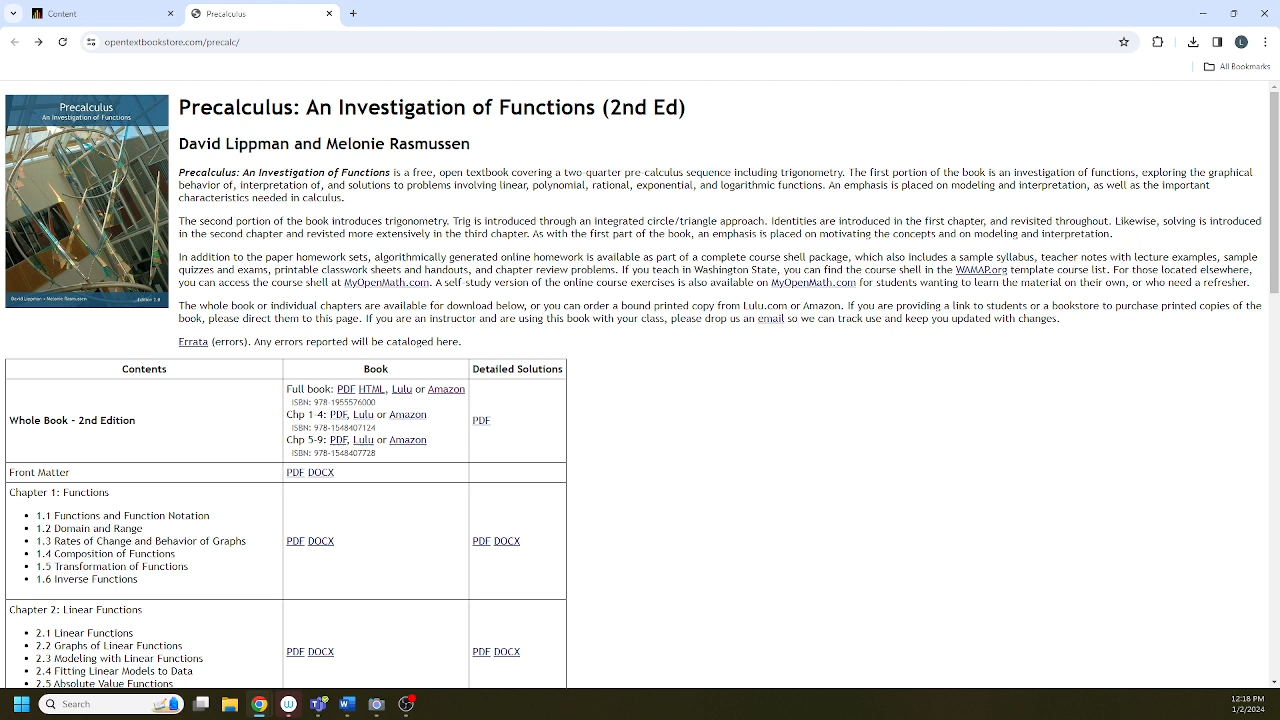 Content
Precalculus
opentextbookstore.com/precalc/
L
All Bookmarks
Precalculus
An Investigation of Functions
David Lippman and Melonie Rasmussen
Precalculus: An Investigation of Functions (2nd Ed)
David Lippman and Melonie Rasmussen
Precalculus: An Investigation of Functions is a free, open textbook covering a two-quarter pre-calculus sequence including trigonometry. The first portion of the book is an investigation of functions, exploring the graphical
behavior of, interpretation of, and solutions to problems involving linear, polynomial, rational, exponential, and logarithmic functions. An emphasis is placed on modeling and interpretation, as well as the important
characteristics needed in calculus.
The second portion of the book introduces trigonometry. Trig is introduced through an integrated circle/triangle approach. Identities are introduced in the first chapter, and revisited throughout. Likewise, solving is introduced
in the second chapter and revisted more extensively in the third chapter. As with the first part of the book, an emphasis is placed on motivating the concepts and on modeling and interpretation.
In addition to the paper homework sets, algorithmically generated online homework is available as part of a complete course shell package, which also includes a sample syllabus, teacher notes with lecture examples, sample
quizzes and exams, printable classwork sheets and handouts, and chapter review problems. If you teach in Washington State, you can find the course shell in the WAMAP.org template course list. For those located elsewhere,
you can access the course shell at MyOpenMath.com. A self-study version of the online course exercises is also available on MyOpenMath.com for students wanting to learn the material on their own, or who need a refresher.
The whole book or individual chapters are available for download below, or you can order a bound printed copy from Lulu.com or Amazon. If you are providing a link to students or a bookstore to purchase printed copies of the
book, please direct them to this page. If you are an instructor and are using this book with your class, please drop us an email so we can track use and keep you updated with changes.
Errata (errors). Any errors reported will be cataloged here.
Contents Book Detailed Solutions
Whole Book - 2nd Edition
Full book: PDF HTML, Lulu or Amazon
ISBN: 978-1955576000
Chp 1-4: PDF, Lulu or Amazon
ISBN: 978-1548407124
Chp 5-9: PDF, Lulu or Amazon
ISBN: 978-1548407728
PDF
Front Matter PDF DOCX
Chapter 1: Functions
1.1 Functions and Function Notation
1.2 Domain and Range
1.3 Rates of Change and Behavior of Graphs
1.4 Composition of Functions
1.5 Transformation of Functions
1.6 Inverse Functions
PDF DOCX
PDF DOCX
Chapter 2: Linear Functions
2.1 Linear Functions
2.2 Graphs of Linear Functions
2.3 Modeling with Linear Functions
2.4 Fitting Linear Models to Data
2.5 Absolute Value Functions
PDF DOCX
PDF DOCX
Search
12:18 PM
1/2/2024